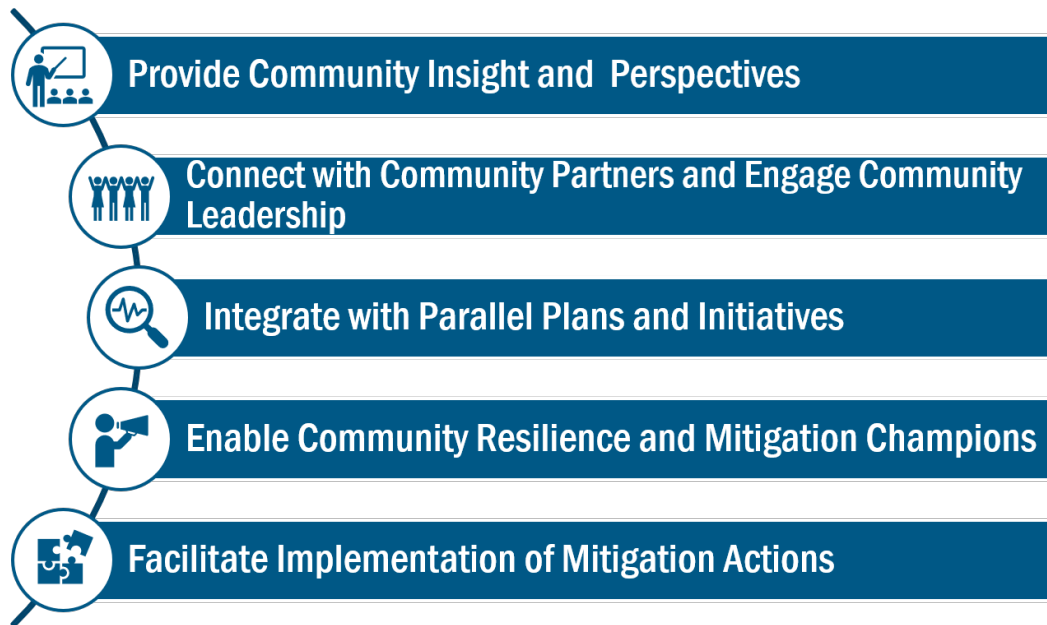 Provide Community Insight and  Perspectives
Connect with Community Partners and Engage Community
Leadership
Integrate with Parallel Plans and Initiatives
Enable Community Resilience and Mitigation Champions
Facilitate Implementation of Mitigation Actions